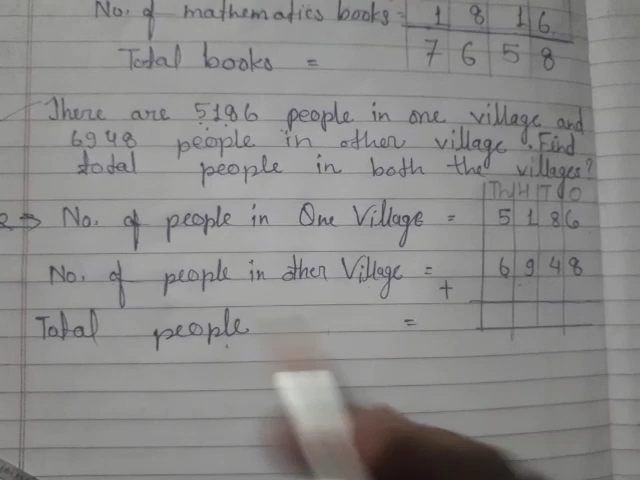 No. of mathematics books = 1 8 1 6
Total books = 7 6 5 8
There are 5186 people in one village and
6948 people in other village. Find
total people in both the villages?
Th H T O
No. of people in One Village = 5 1 8 6
No. of people in other Village = 6 9 4 8
+
Total people =